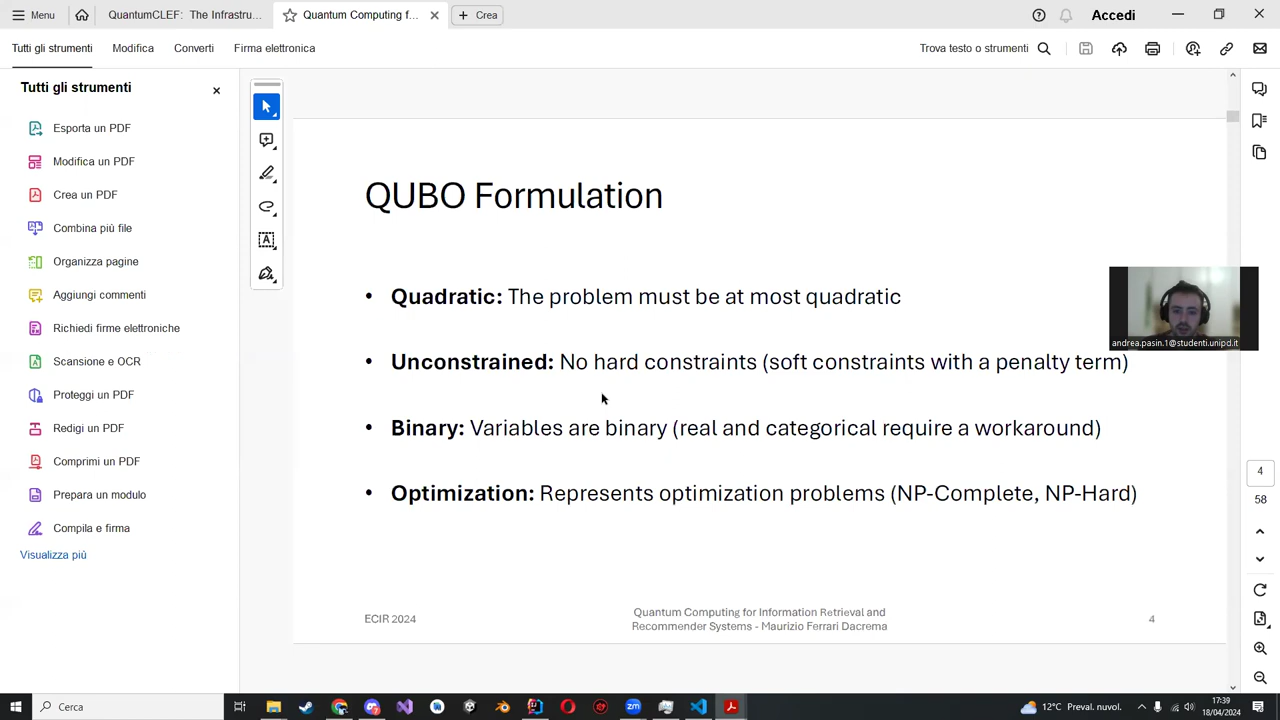 Menu
QuantumCLEF: The Infrastru...
Quantum Computing f...
Crea
Accedi
Tutti gli strumenti
Modifica
Converti
Firma elettronica
Trova testo o strumenti
Tutti gli strumenti
Esporta un PDF
Modifica un PDF
Crea un PDF
Combina più file
Organizza pagine
Aggiungi commenti
Richiedi firme elettroniche
Scansione e OCR
Proteggi un PDF
Redigi un PDF
Comprimi un PDF
Prepara un modulo
Compila e firma
Visualizza più
QUBO Formulation
• Quadratic: The problem must be at most quadratic
• Unconstrained: No hard constraints (soft constraints with a penalty term)
• Binary: Variables are binary (real and categorical require a workaround)
• Optimization: Represents optimization problems (NP-Complete, NP-Hard)
ECIR 2024
Quantum Computing for Information Retrieval and
Recommender Systems - Maurizio Ferrari Dacrema
4
andrea.pasin.1@studenti.unipd.it
4
58
Cerca
zm
12°C Preval. nuvol.
17:39
18/04/2024